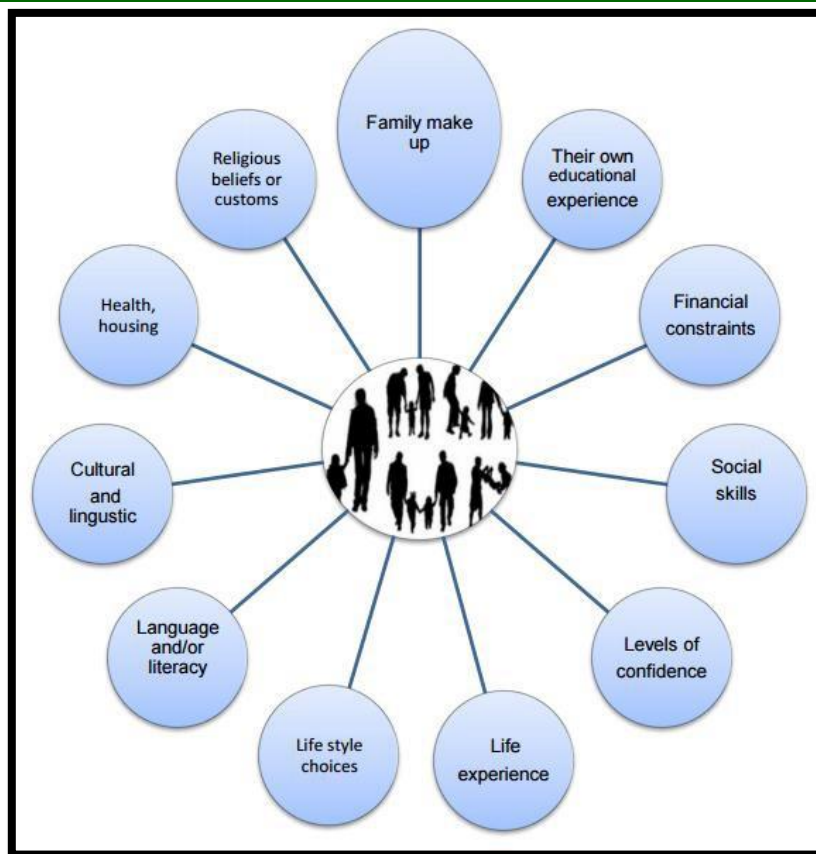 Family make
up
Their own
educational
experience
Financial
constraints
Social
skills
Levels of
confidence
Life
experience
Life style
choices
Language
and/or
literacy
Cultural
and
lingustic
Health,
housing
Religious
beliefs or
customs